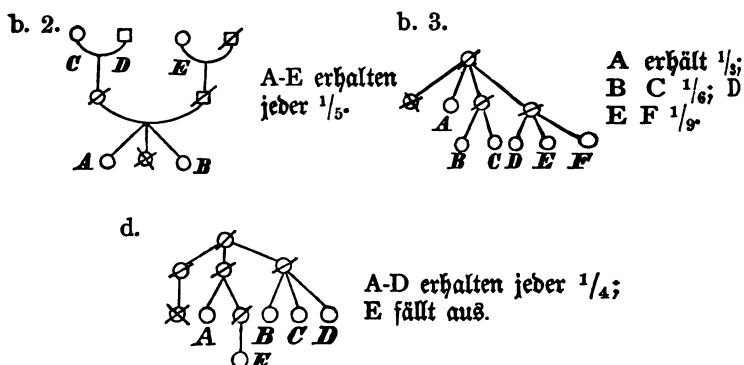 b. 2.
C D E
A B
A-E erhalten
jeder 1/5.
b. 3.
A
B C D E F
A erhält 1/3;
B C 1/6; D
E F 1/9.
d.
A B C D
E
A-D erhalten jeder 1/4;
E fällt aus.